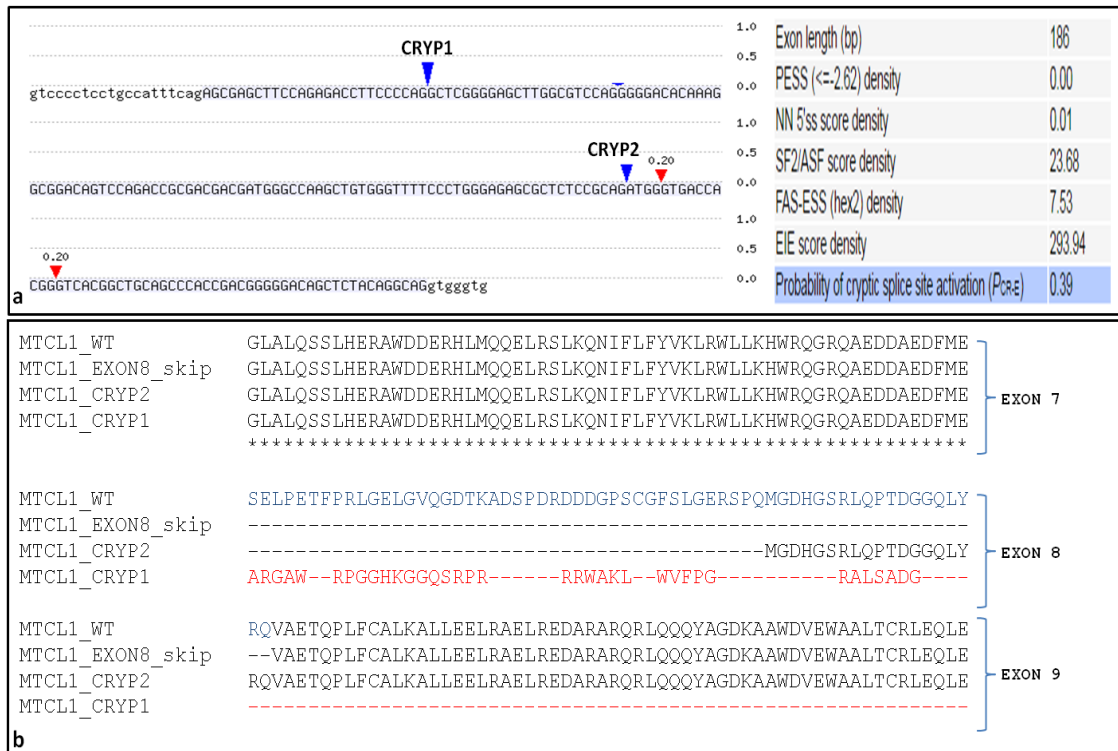 CRYP1
1.0
0.5
0.0
gtcccctcctgccatttcagAGCGAGCTTCCAGAGACCTTCCCCAGGCTCGGGGAGCTTGGCGTCCAGGGGGACACAAAG
1.0
CRYP2
0.20
0.5
0.0
GCGGACAGTCCAGACCGCGACGACGATGGGCCAAGCTGTGGGTTTTCCCTGGGAGAGCGCTCTCCGCAGATGGGTGACCA
1.0
0.20
0.5
0.0
CGGGTCACGGCTGCAGCCCACCGACGGGGGACAGCTCTACAGGCAGgtgggtg
a
Exon length (bp) 186
PESS (<=-2.62) density 0.00
NN 5'ss score density 0.01
SF2/ASF score density 23.68
FAS-ESS (hex2) density 7.53
EIE score density 293.94
Probability of cryptic splice site activation (PCR-E) 0.39
MTCL1_WT GLALQSSLHERAWDDERHLMQQELRSLKQNIFLFYVKLRWLLKHWRQGRQAEDDAEDFME
MTCL1_EXON8_skip GLALQSSLHERAWDDERHLMQQELRSLKQNIFLFYVKLRWLLKHWRQGRQAEDDAEDFME
MTCL1_CRYP2 GLALQSSLHERAWDDERHLMQQELRSLKQNIFLFYVKLRWLLKHWRQGRQAEDDAEDFME
MTCL1_CRYP1 GLALQSSLHERAWDDERHLMQQELRSLKQNIFLFYVKLRWLLKHWRQGRQAEDDAEDFME
************************************************************
EXON 7
MTCL1_WT SELPETFPRLGELGVQGDTKADSPDRDDDGPSCGFSLGERSPQMGDHGSRLQPTDGGQLY
MTCL1_EXON8_skip ------------------------------------------------------------
MTCL1_CRYP2 -------------------------------------------MGDHGSRLQPTDGGQLY
MTCL1_CRYP1 ARGAW--RPGGHKGGQSRPR------RRWAKL--WVFPG----------RALSADG----
EXON 8
MTCL1_WT RQVAETQPLFCALKALLEELRAELREDARARQRLQQQYAGDKAAWDVEWAALTCRLEQLE
MTCL1_EXON8_skip --VAETQPLFCALKALLEELRAELREDARARQRLQQQYAGDKAAWDVEWAALTCRLEQLE
MTCL1_CRYP2 RQVAETQPLFCALKALLEELRAELREDARARQRLQQQYAGDKAAWDVEWAALTCRLEQLE
MTCL1_CRYP1 ------------------------------------------------------------
EXON 9
b